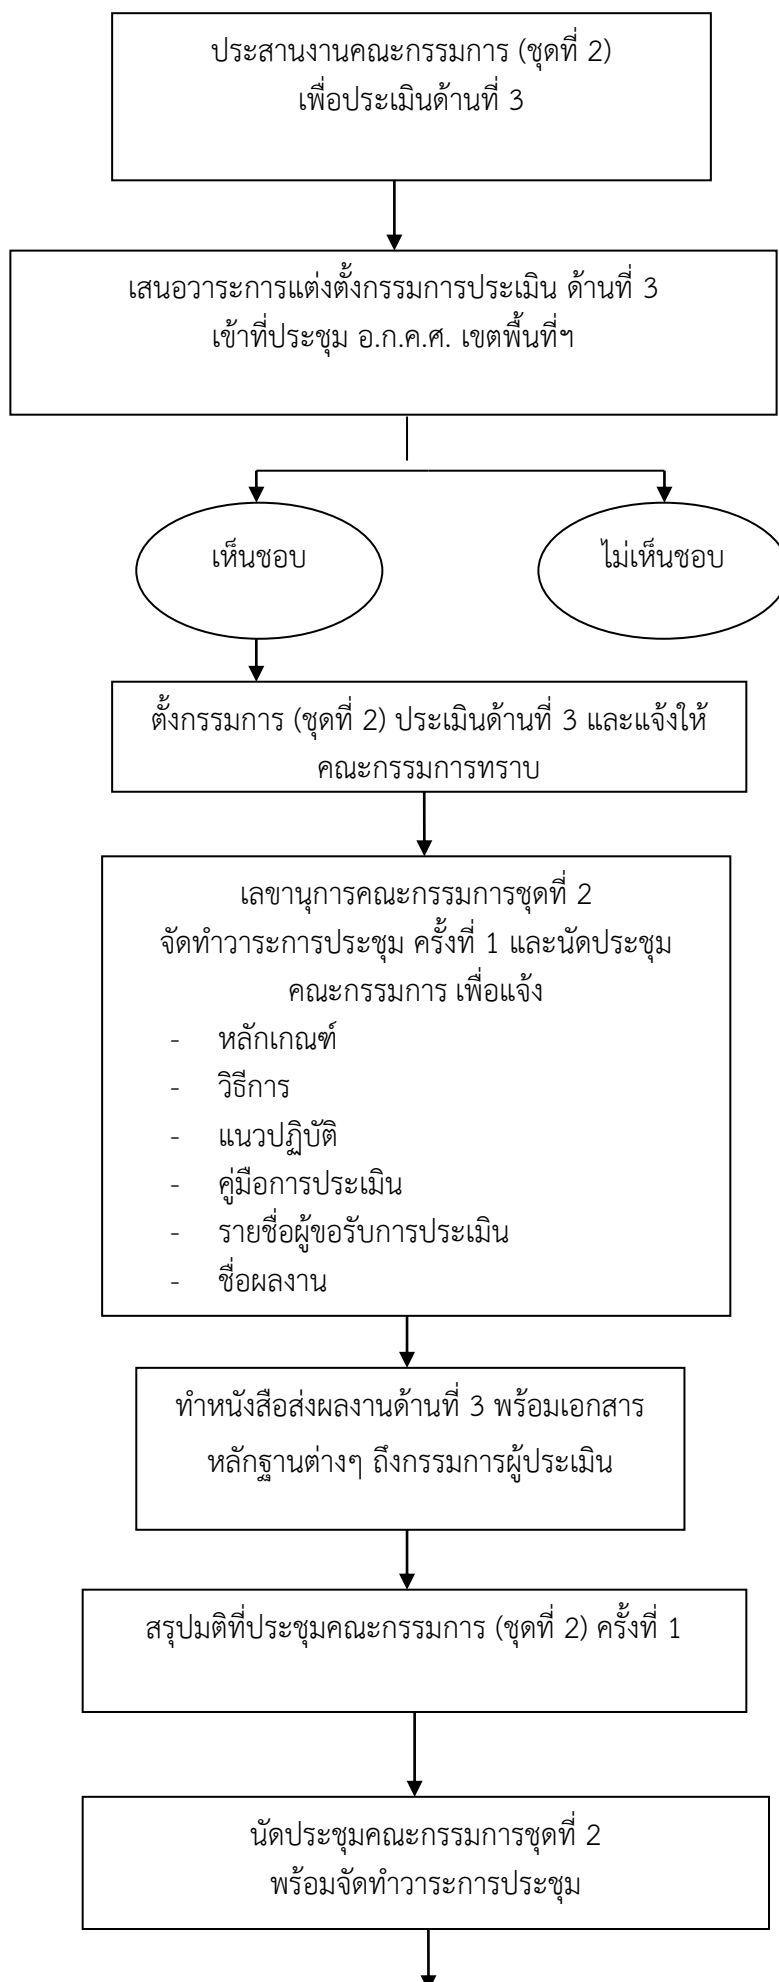 ประสานงานคณะกรรมการ (ชุดที่ 2)
เพื่อประเมินด้านที่ 3
เสนอวาระการแต่งตั้งกรรมการประเมิน ด้านที่ 3
เข้าที่ประชุม อ.ก.ค.ศ. เขตพื้นที่ฯ
เห็นชอบ
ไม่เห็นชอบ
ตั้งกรรมการ (ชุดที่ 2) ประเมินด้านที่ 3 และแจ้งให้
คณะกรรมการทราบ
เลขานุการคณะกรรมการชุดที่ 2
จัดทำวาระการประชุม ครั้งที่ 1 และนัดประชุม
คณะกรรมการ เพื่อแจ้ง
- หลักเกณฑ์
- วิธีการ
- แนวปฏิบัติ
- คู่มือการประเมิน
- รายชื่อผู้ขอรับการประเมิน
- ชื่อผลงาน
ทำหนังสือส่งผลงานด้านที่ 3 พร้อมเอกสาร
หลักฐานต่างๆ ถึงกรรมการผู้ประเมิน
สรุปมติที่ประชุมคณะกรรมการ (ชุดที่ 2) ครั้งที่ 1
นัดประชุมคณะกรรมการชุดที่ 2
พร้อมจัดทำวาระการประชุม